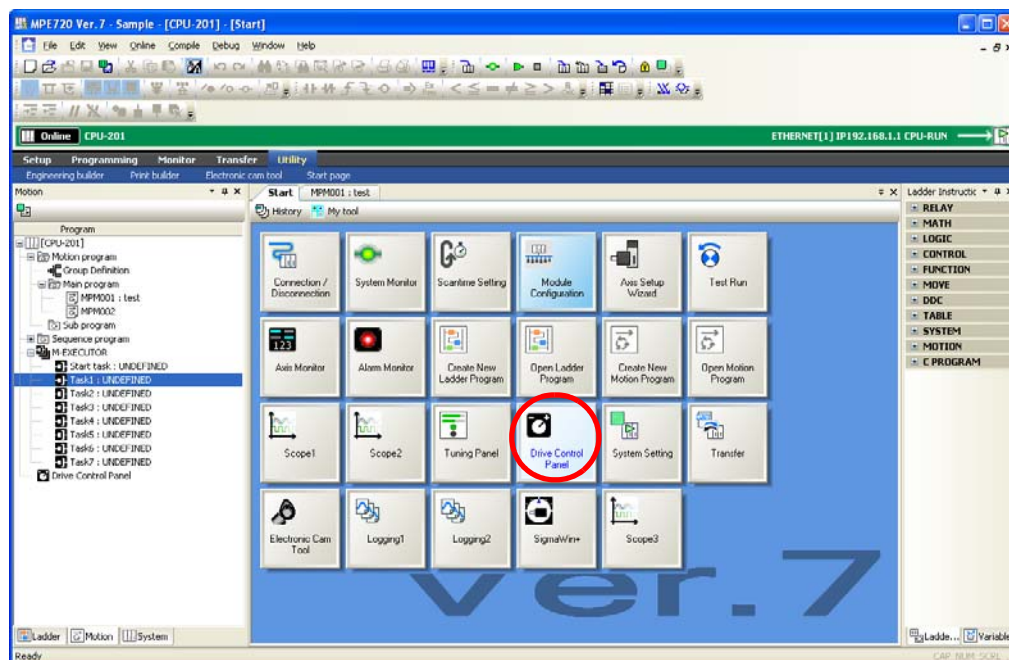 MPE720 Ver. 7 - Sample - [CPU-201] - [Start]
File Edit View Online Compile Debug Window Help
Online CPU-201 ETHERNET[1] IP192.168.1.1 CPU-RUN
Setup Programming Monitor Transfer Utility
Engineering builder Print builder Electronic cam tool Start page
Motion
Program
[CPU-201]
Motion program
Group Definition
Main program
MPM001 : test
MPM002
Sub program
Sequence program
M-EXECUTOR
Start task : UNDEFINED
Task1 : UNDEFINED
Task2 : UNDEFINED
Task3 : UNDEFINED
Task4 : UNDEFINED
Task5 : UNDEFINED
Task6 : UNDEFINED
Task7 : UNDEFINED
Drive Control Panel
Ladder Motion System
Start MPM001 : test
History My tool
Connection / Disconnection
System Monitor
Scantime Setting
Module Configuration
Axis Setup Wizard
Test Run
123
Axis Monitor
Alarm Monitor
Create New Ladder Program
Open Ladder Program
Create New Motion Program
Open Motion Program
Scope1
Scope2
Tuning Panel
Drive Control Panel
System Setting
Transfer
Electronic Cam Tool
Logging1
Logging2
SigmaWin+
Scope3
ver.7
Ladder Instructic
RELAY
MATH
LOGIC
CONTROL
FUNCTION
MOVE
DDC
TABLE
SYSTEM
MOTION
C PROGRAM
Ladde... Variable
Ready CAP NUM SCRL